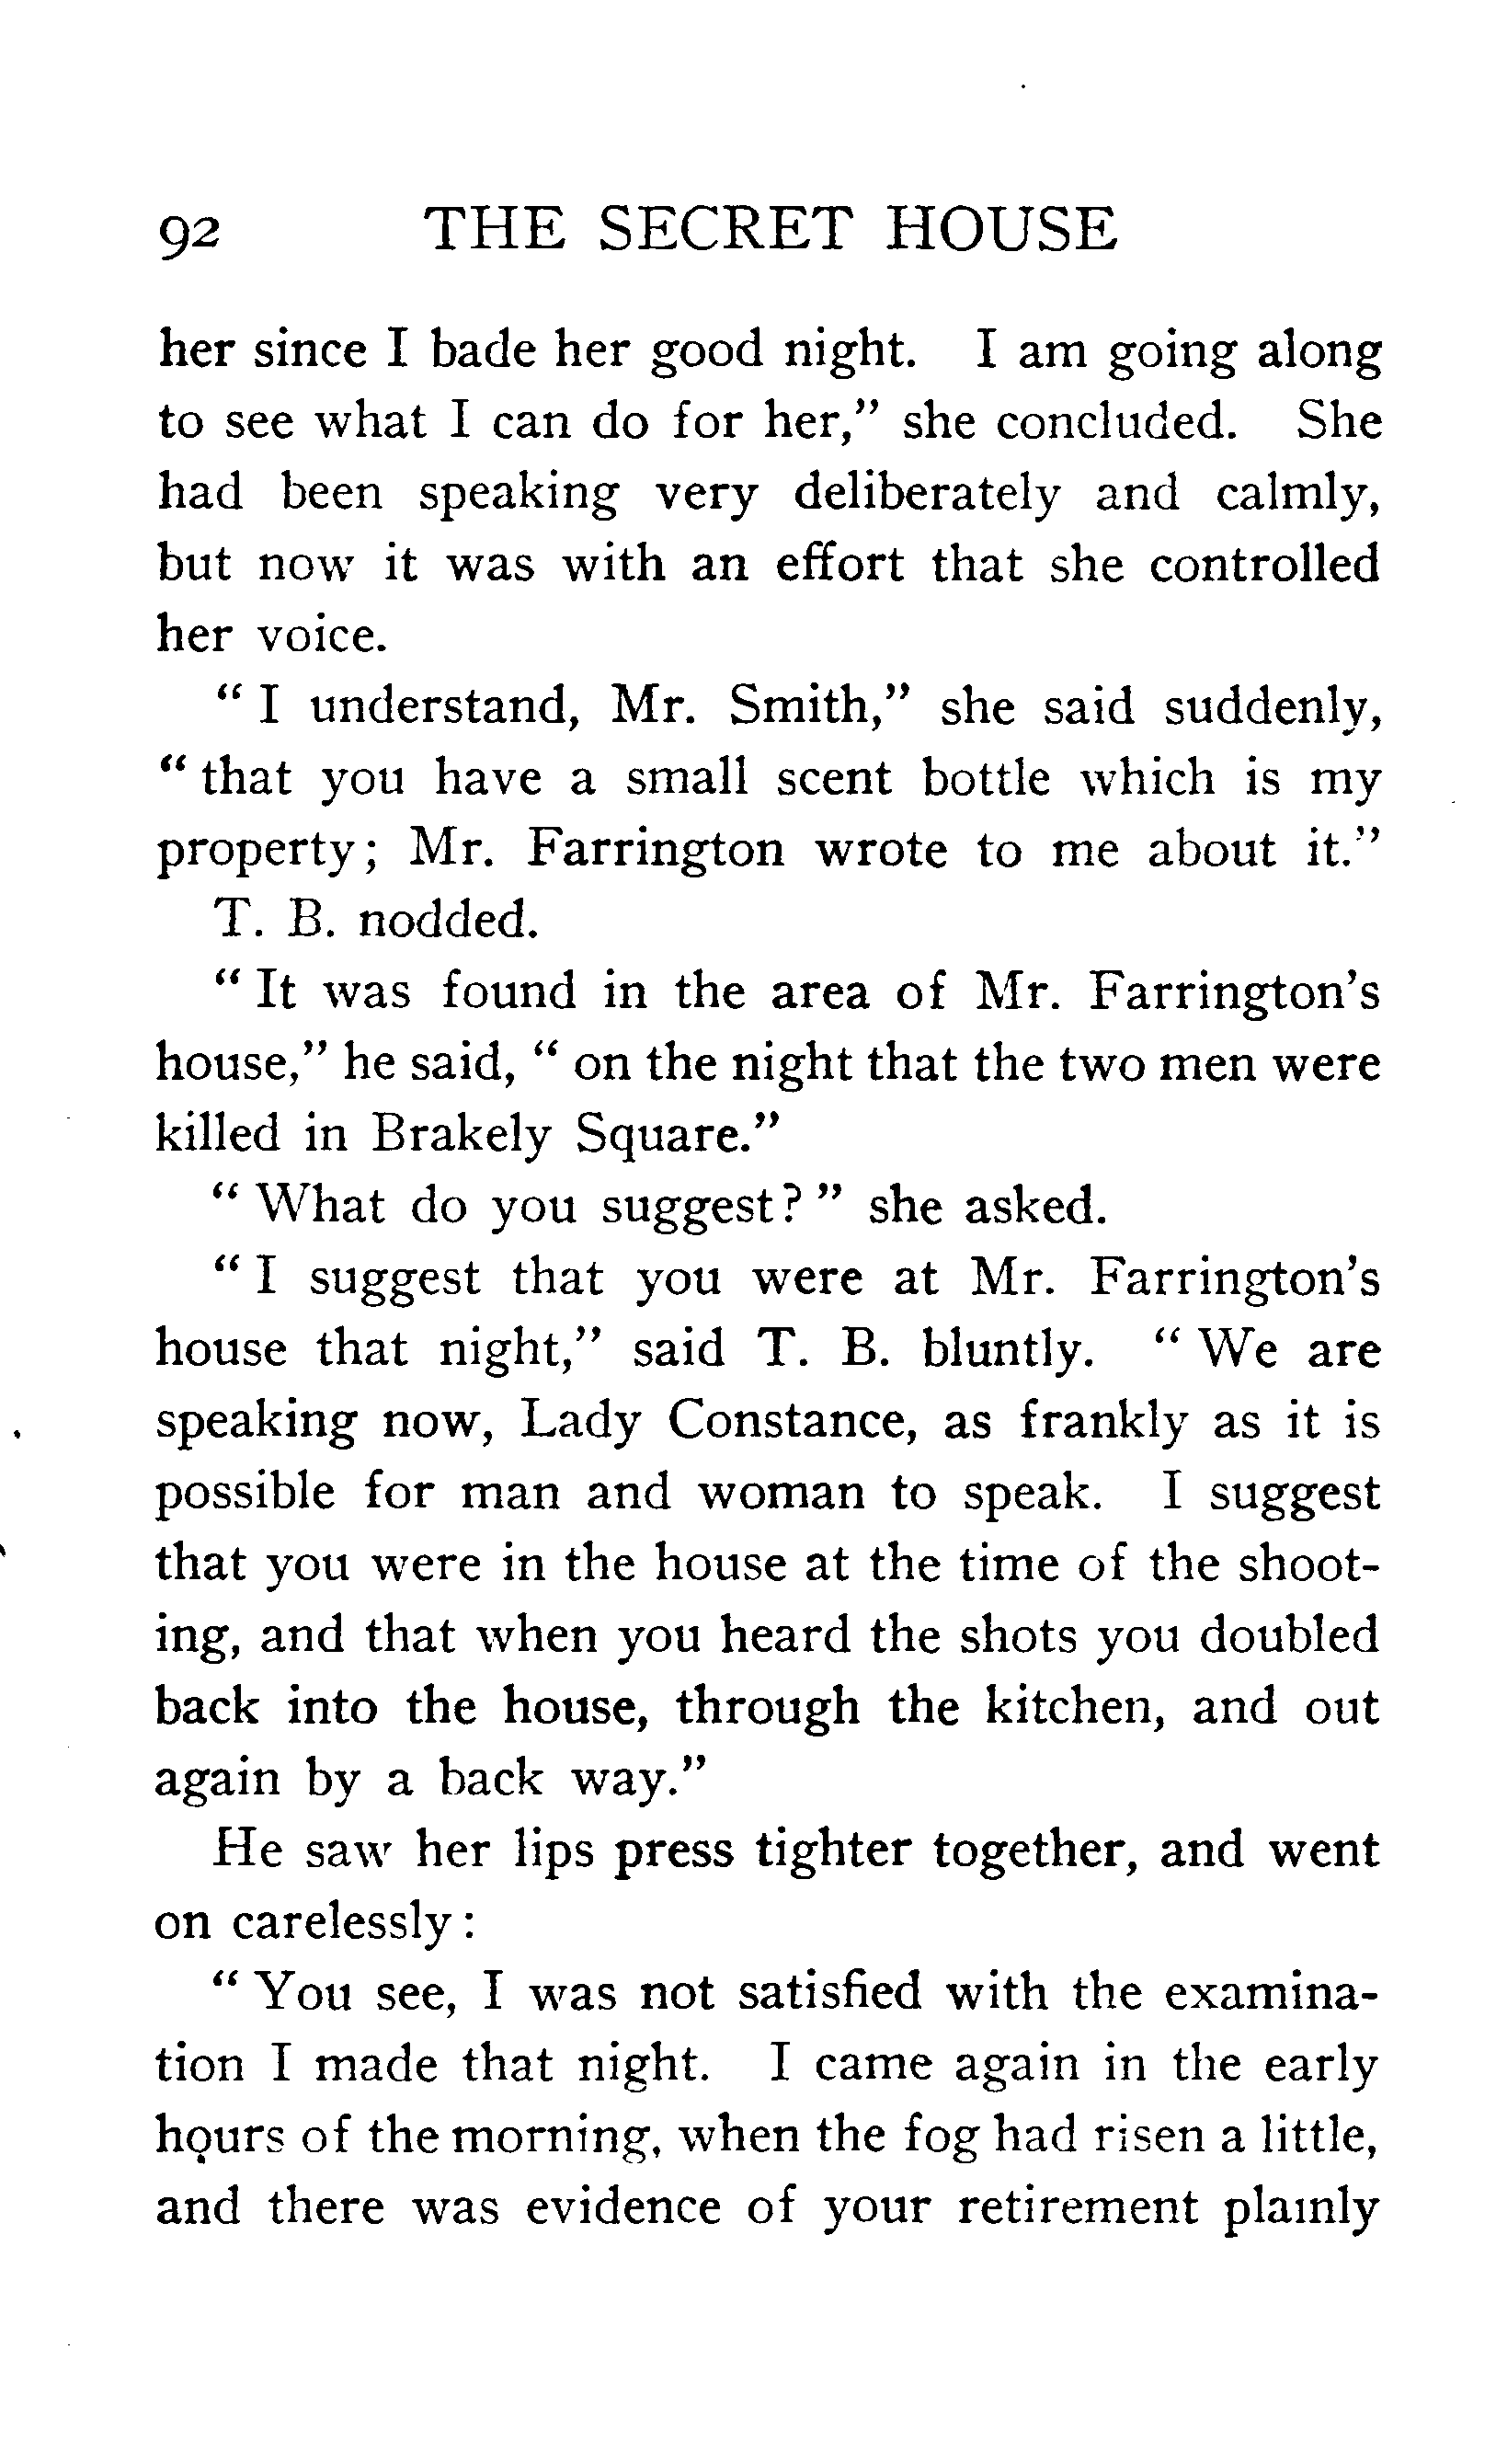 92 THE SECRET HOUSE
her since I bade her good night. I am going along
to see what I can do for her,” she concluded. She
had been speaking very deliberately and calmly,
but now it was with an effort that she controlled
her voice.
“ I understand, Mr. Smith,” she said suddenly,
“ that you have a small scent bottle which is my
property; Mr. Farrington wrote to me about it.”
T. B. nodded.
“ It was found in the area of Mr. Farrington's
house,” he said, “ on the night that the two men were
killed in Brakely Square.”
“ What do you suggest? ” she asked.
“ I suggest that you were at Mr. Farrington's
house that night,” said T. B. bluntly. “ We are
speaking now, Lady Constance, as frankly as it is
possible for man and woman to speak. I suggest
that you were in the house at the time of the shoot-
ing, and that when you heard the shots you doubled
back into the house, through the kitchen, and out
again by a back way.”
He saw her lips press tighter together, and went
on carelessly:
“ You see, I was not satisfied with the examina-
tion I made that night. I came again in the early
hours of the morning, when the fog had risen a little,
and there was evidence of your retirement plainly